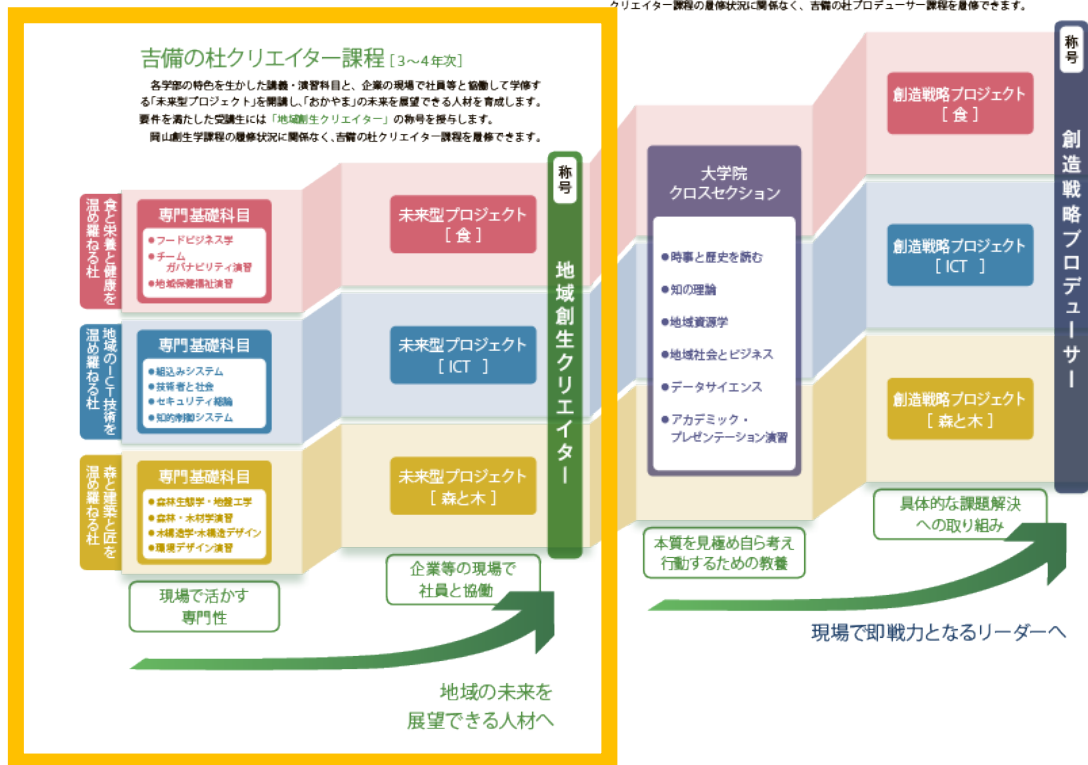 クリエイター課程の履修状況に関係なく、吉備の杜プロデューサー課程を履修できます。
吉備の杜クリエイター課程 [ 3～4年次 ]
各学部の特色を生かした講義・演習科目と、企業の現場で社員等と協働して学修す
る「未来型プロジェクト」を開講し、「おかやま」の未来を展望できる人材を育成します。
要件を満たした受講生には「地域創生クリエイター」の称号を授与します。
岡山創生学課程の履修状況に関係なく、吉備の杜クリエイター課程を履修できます。
食と栄養と健康を
温め羅ねる杜
専門基礎科目
●フードビジネス学
●チーム
ガバナビリティ演習
●地域保健福祉演習
未来型プロジェクト
[ 食 ]
地域のICT技術を
温め羅ねる杜
専門基礎科目
●組込みシステム
●技術者と社会
●セキュリティ概論
●知的制御システム
未来型プロジェクト
[ ICT ]
森と建築と匠を
温め羅ねる杜
専門基礎科目
●森林生態学・地盤工学
●森林・木材学演習
●木構造学・木構造デザイン
●環境デザイン演習
未来型プロジェクト
[ 森と木 ]
称号
地域創生クリエイター
現場で活かす
専門性
企業等の現場で
社員と協働
地域の未来を
展望できる人材へ
大学院
クロスセクション
●時事と歴史を読む
●知の理論
●地域資源学
●地域社会とビジネス
●データサイエンス
●アカデミック・
プレゼンテーション演習
創造戦略プロジェクト
[ 食 ]
創造戦略プロジェクト
[ ICT ]
創造戦略プロジェクト
[ 森と木 ]
称号
創造戦略プロデューサー
本質を見極め自ら考え
行動するための教養
具体的な課題解決
への取り組み
現場で即戦力となるリーダーへ